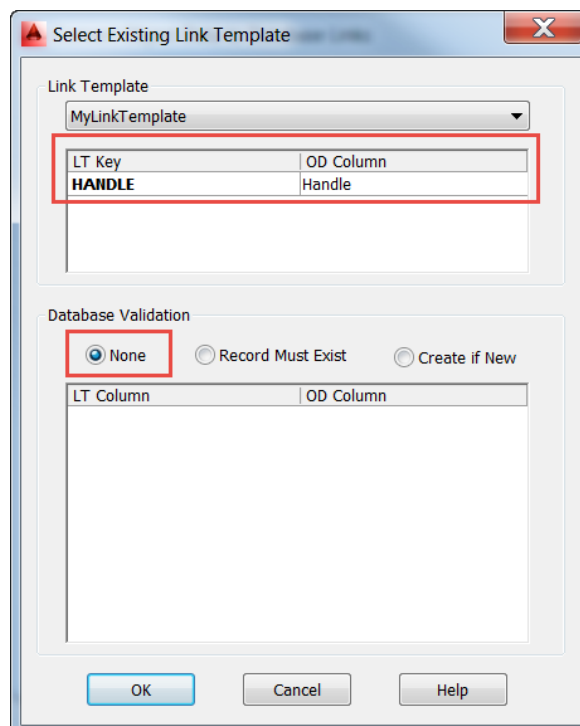 Select Existing Link Template
Link Template
MyLinkTemplate
LT Key OD Column
HANDLE Handle
Database Validation
None Record Must Exist Create if New
LT Column OD Column
OK Cancel Help